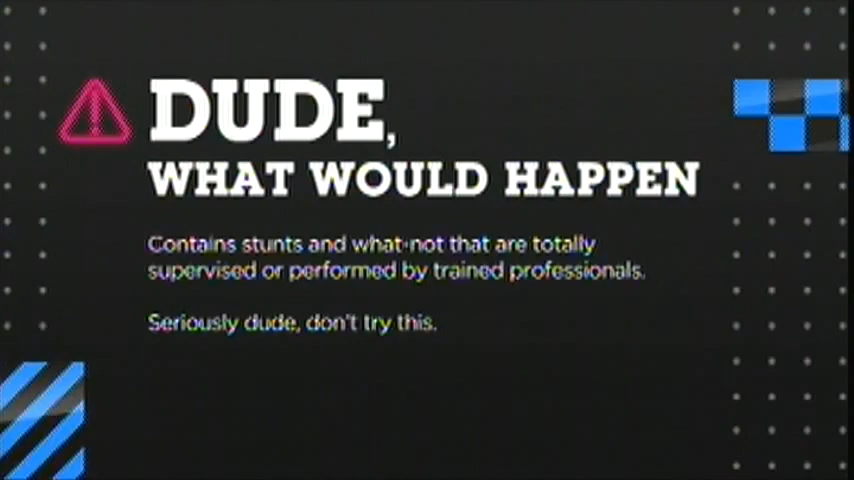 DUDE,
WHAT WOULD HAPPEN
Contains stunts and what-not that are totally
supervised or performed by trained professionals.
Seriously dude, don't try this.